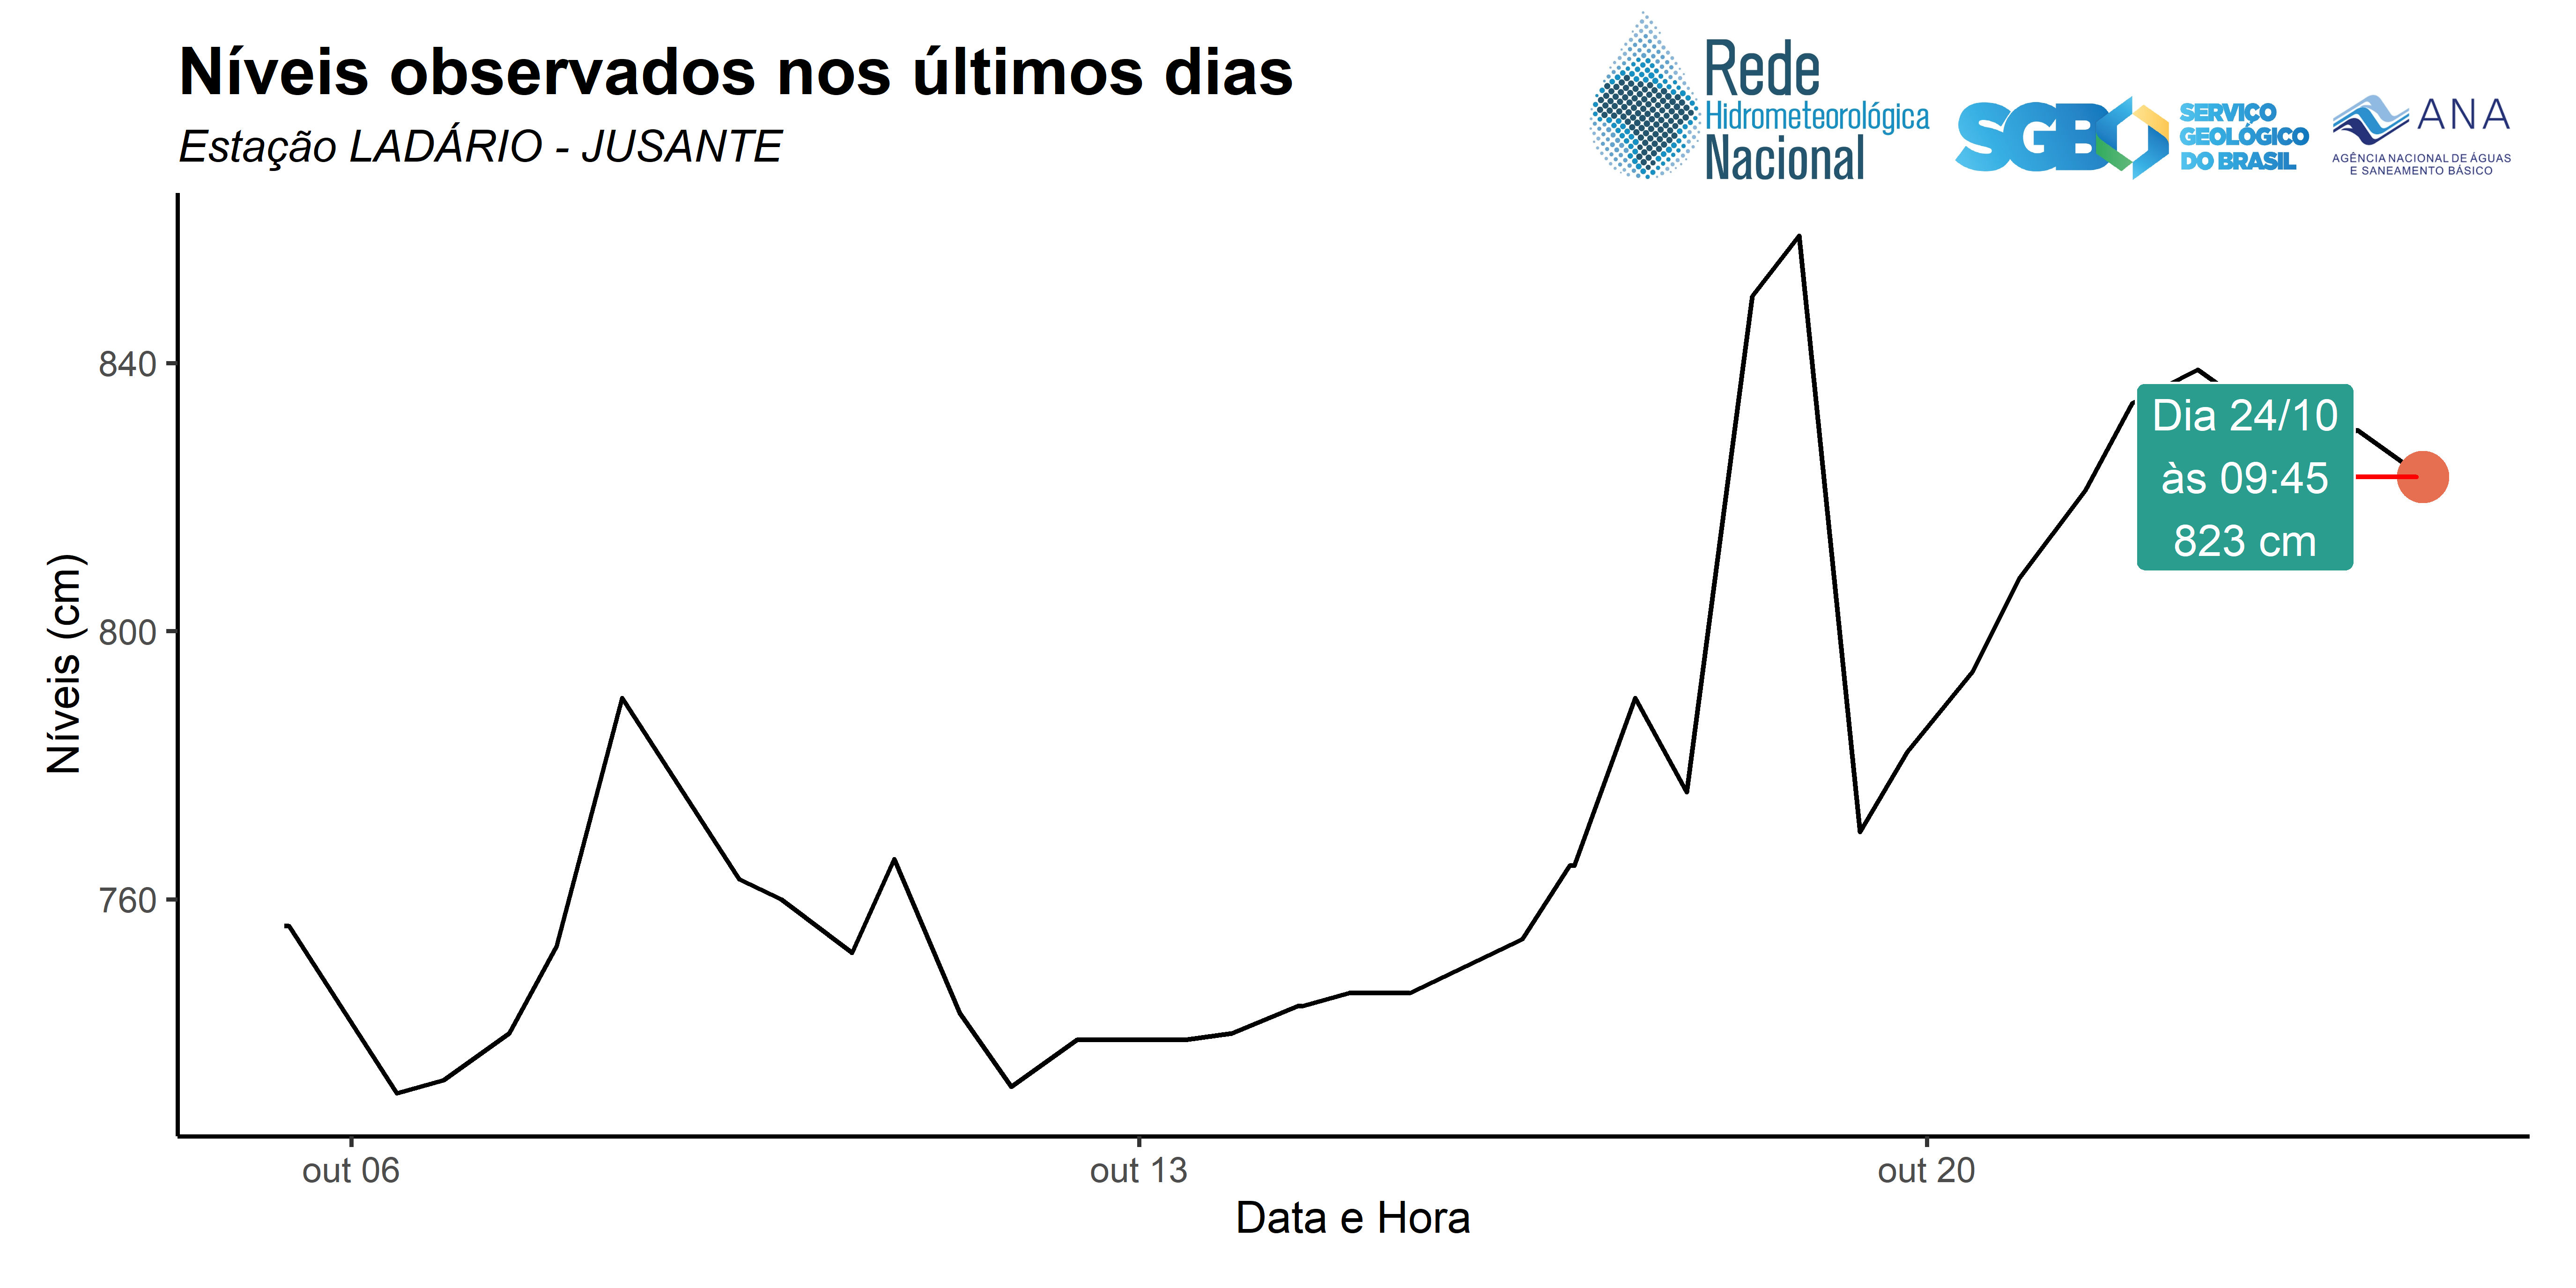 Níveis observados nos últimos dias
Estação LADÁRIO - JUSANTE
Rede
Hidrometeorológica
Nacional
SGB
SERVIÇO
GEOLÓGICO
DO BRASIL
ANA
AGÊNCIA NACIONAL DE ÁGUAS
E SANEAMENTO BÁSICO
Níveis (cm)
840
800
760
Dia 24/10
às 09:45
823 cm
out 06
out 13
out 20
Data e Hora